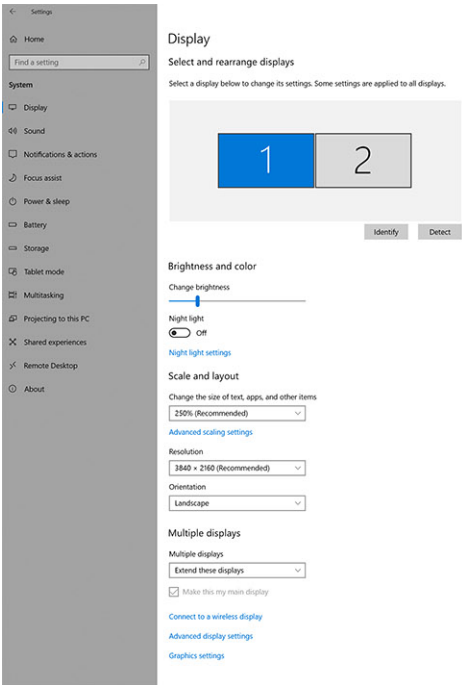 Settings
Home
Find a setting
System
Display
Sound
Notifications & actions
Focus assist
Power & sleep
Battery
Storage
Tablet mode
Multitasking
Projecting to this PC
Shared experiences
Remote Desktop
About
Display
Select and rearrange displays
Select a display below to change its settings. Some settings are applied to all displays.
1
2
Identify
Detect
Brightness and color
Change brightness
Night light
Off
Night light settings
Scale and layout
Change the size of text, apps, and other items
250% (Recommended)
Advanced scaling settings
Resolution
3840 × 2160 (Recommended)
Orientation
Landscape
Multiple displays
Multiple displays
Extend these displays
Make this my main display
Connect to a wireless display
Advanced display settings
Graphics settings